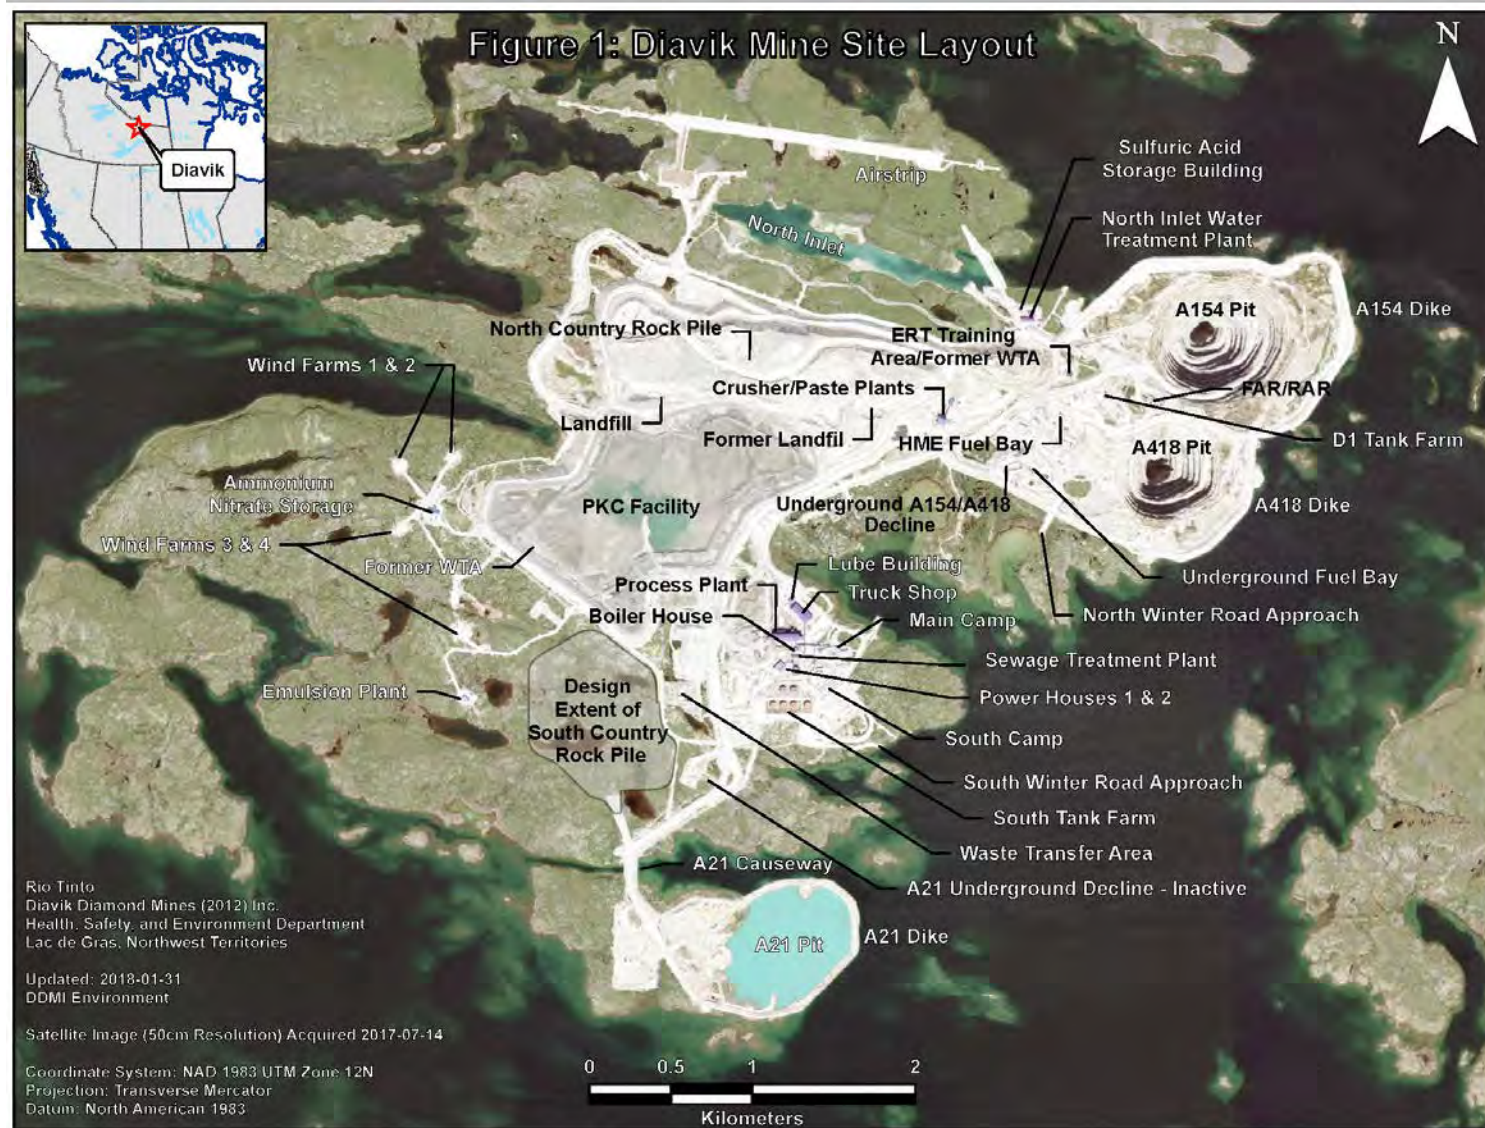 Figure 1: Diavik Mine Site Layout
N
Diavik
Sulfuric Acid
Storage Building
Airstrip
North Inlet Water
Treatment Plant
North Inlet
A154 Pit
A154 Dike
North Country Rock Pile
ERT Training
Area/Former WTA
Wind Farms 1 & 2
Crusher/Paste Plants
FAR/RAR
Landfill
Former Landfil
HME Fuel Bay
D1 Tank Farm
A418 Pit
Ammonium
Nitrate Storage
PKC Facility
Underground A154/A418
Decline
A418 Dike
Wind Farms 3 & 4
Former WTA
Lube Building
Underground Fuel Bay
Process Plant
Truck Shop
Boiler House
Main Camp
North Winter Road Approach
Sewage Treatment Plant
Emulsion Plant
Design
Extent of
South Country
Rock Pile
Power Houses 1 & 2
South Camp
South Winter Road Approach
South Tank Farm
Waste Transfer Area
A21 Causeway
A21 Underground Decline - Inactive
A21 Pit
A21 Dike
Rio Tinto
Diavik Diamond Mines (2012) Inc.
Health, Safety, and Environment Department
Lac de Gras, Northwest Territories
Updated: 2018-01-31
DDMI Environment
Satellite Image (50cm Resolution) Acquired 2017-07-14
Coordinate System: NAD 1983 UTM Zone 12N
Projection: Transverse Mercator
Datum: North American 1983
0 0.5 1 2
Kilometers